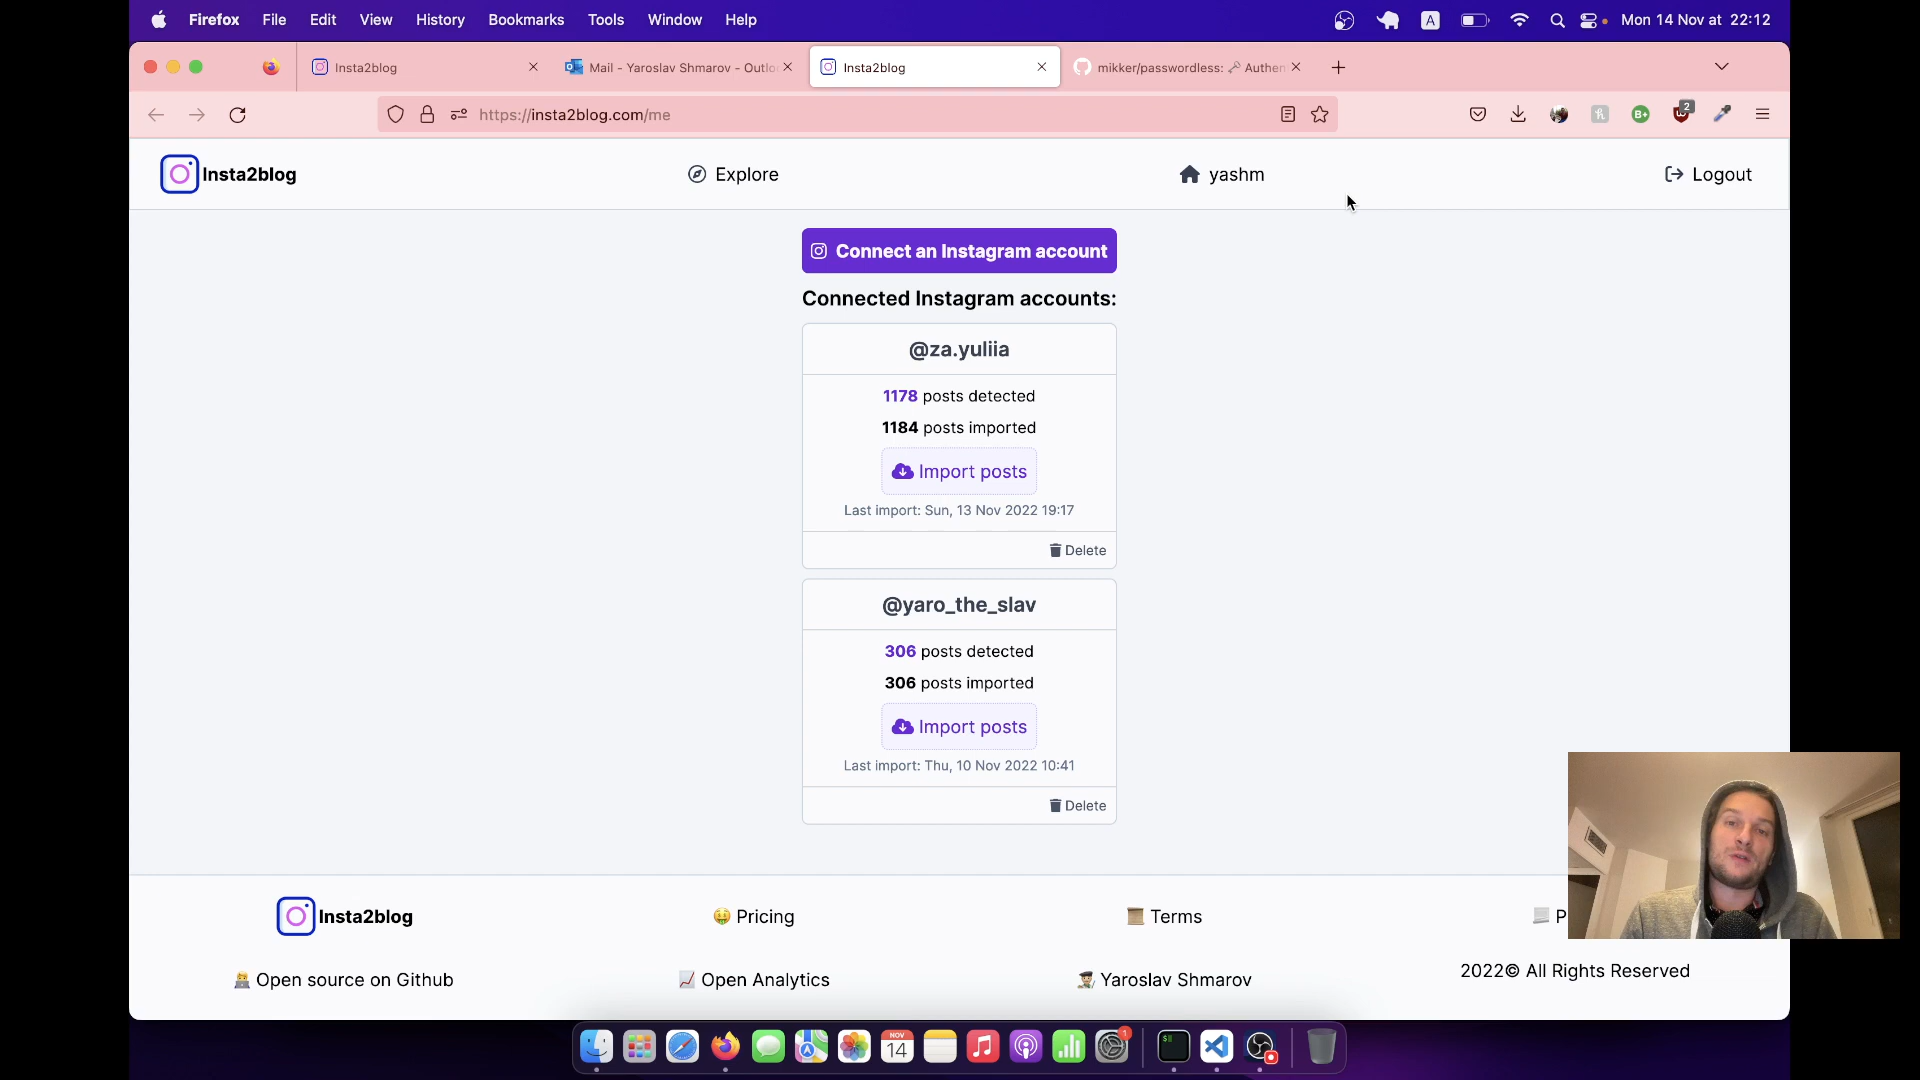 Firefox File Edit View History Bookmarks Tools Window Help A Mon 14 Nov at 22:12
Insta2blog Mail - Yaroslav Shmarov - Outlo Insta2blog mikker/passwordless: Authen
https://insta2blog.com/me B+ 2
Insta2blog Explore yashm Logout
Connect an Instagram account
Connected Instagram accounts:
@za.yuliia
1178 posts detected
1184 posts imported
Import posts
Last import: Sun, 13 Nov 2022 19:17
Delete
@yaro_the_slav
306 posts detected
306 posts imported
Import posts
Last import: Thu, 10 Nov 2022 10:41
Delete
Insta2blog Pricing Terms P
Open source on Github Open Analytics Yaroslav Shmarov 2022© All Rights Reserved
NOV
14
1